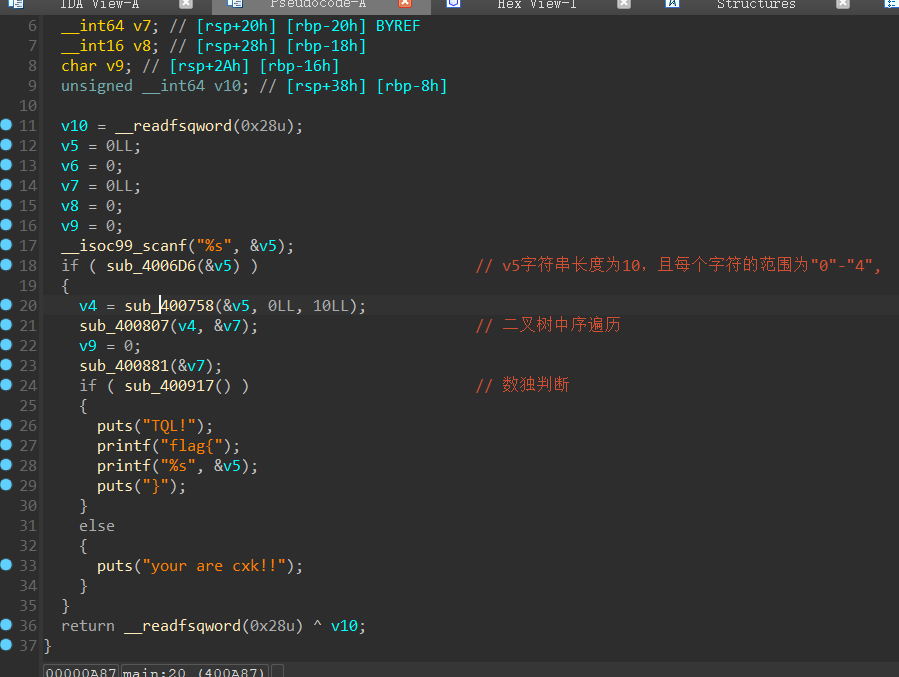 IDA View-A Pseudocode-A Hex View-1 A Structures
6 __int64 v7; // [rsp+20h] [rbp-20h] BYREF
7 __int16 v8; // [rsp+28h] [rbp-18h]
8 char v9; // [rsp+2Ah] [rbp-16h]
9 unsigned __int64 v10; // [rsp+38h] [rbp-8h]
10
11 v10 = __readfsqword(0x28u);
12 v5 = 0LL;
13 v6 = 0;
14 v7 = 0LL;
15 v8 = 0;
16 v9 = 0;
17 __isoc99_scanf("%s", &v5);
18 if ( sub_4006D6(&v5) ) // v5字符串长度为10，且每个字符的范围为"0"-"4",
19 {
20 v4 = sub_400758(&v5, 0LL, 10LL);
21 sub_400807(v4, &v7); // 二叉树中序遍历
22 v9 = 0;
23 sub_400881(&v7);
24 if ( sub_400917() ) // 数独判断
25 {
26 puts("TQL!");
27 printf("flag{");
28 printf("%s", &v5);
29 puts("}");
30 }
31 else
32 {
33 puts("your are cxk!!");
34 }
35 }
36 return __readfsqword(0x28u) ^ v10;
37 }
00000A87 main:20 (400A87)